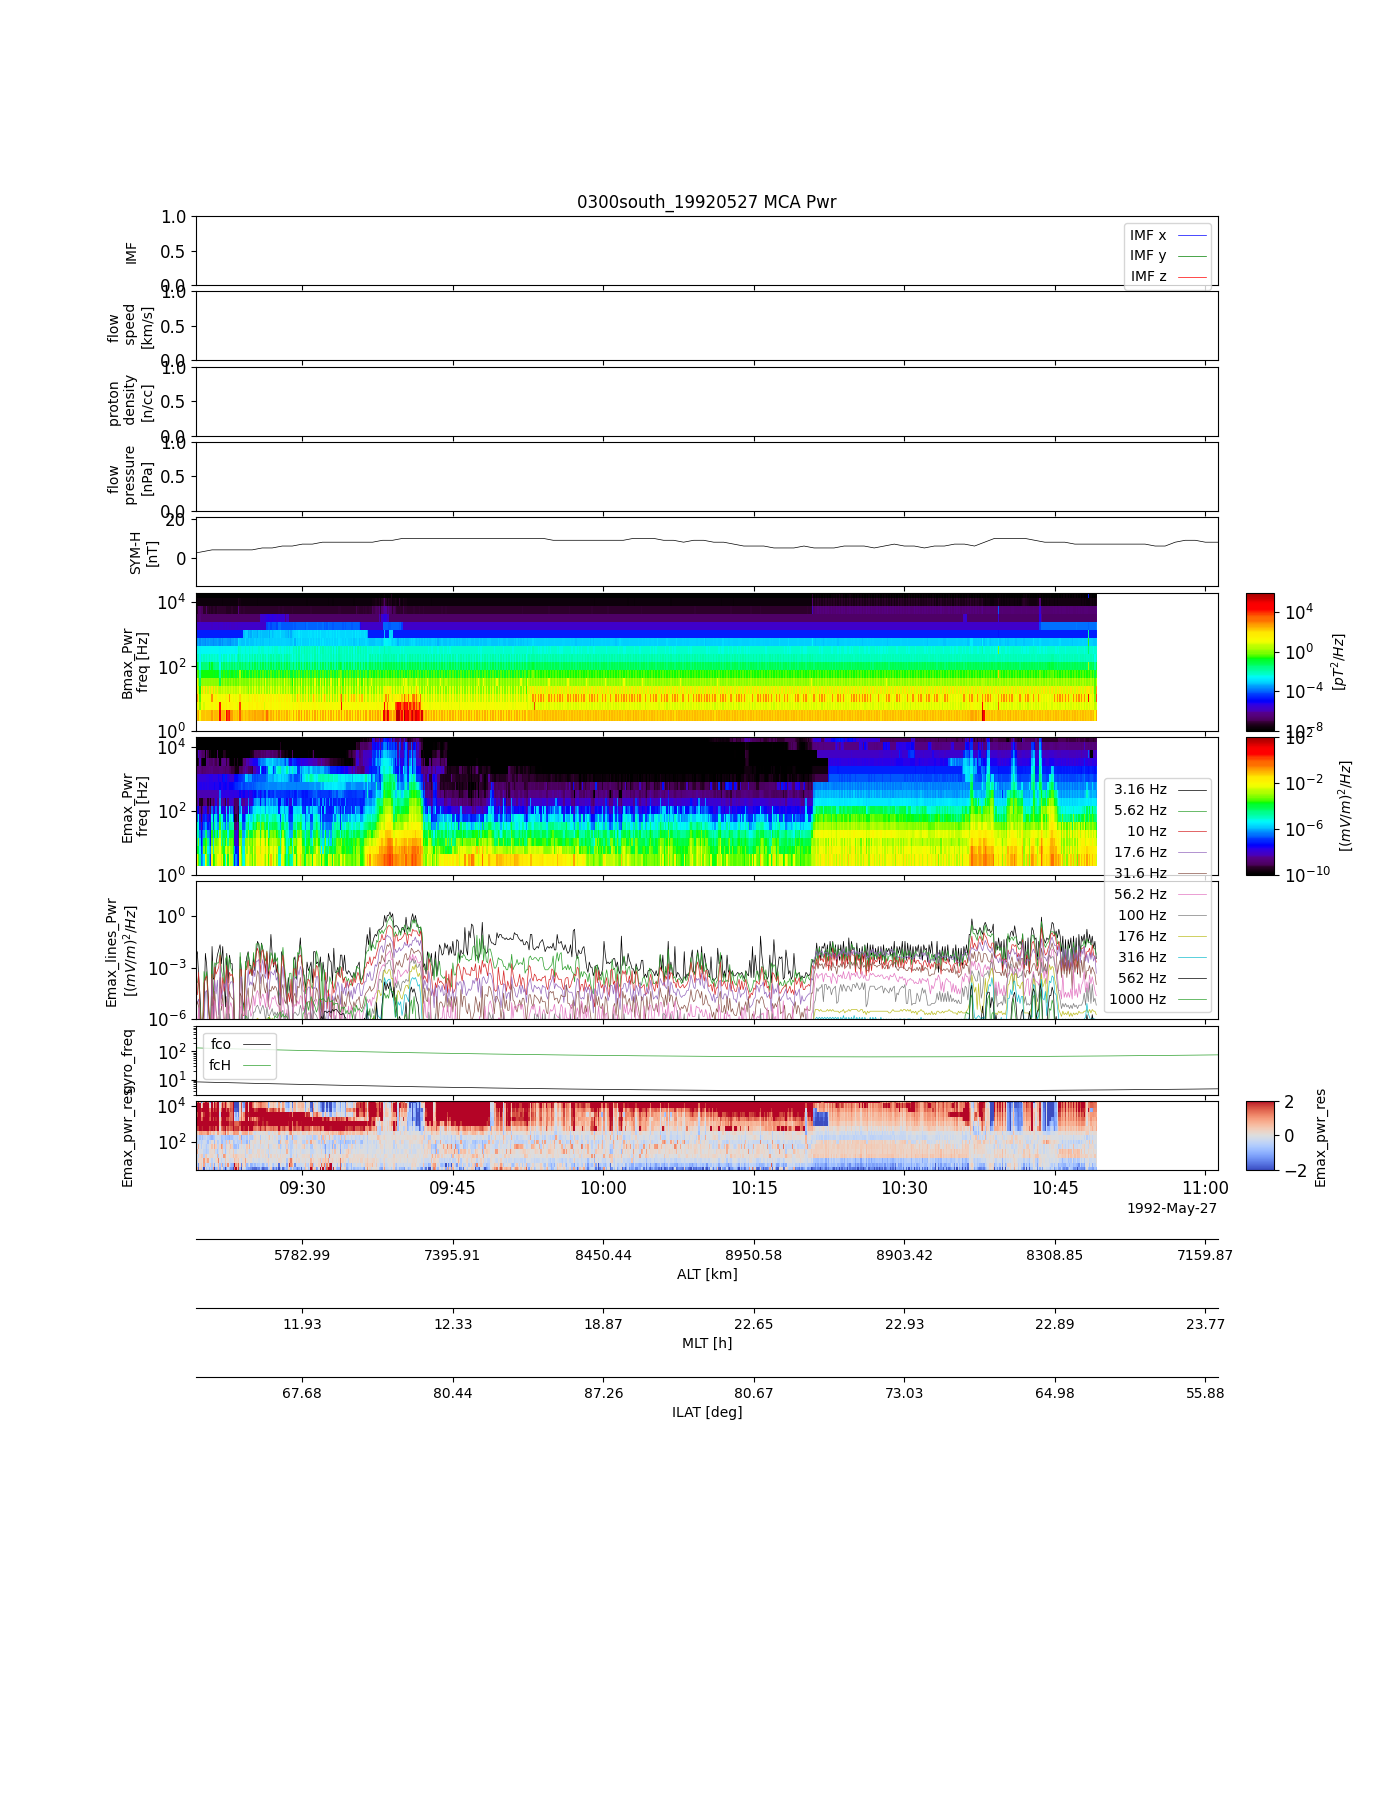 0300south_19920527 MCA Pwr
IMF
1.0
0.5
0.0
IMF x
IMF y
IMF z
flow
speed
[km/s]
1.0
0.5
0.0
proton
density
[n/cc]
1.0
0.5
0.0
flow
pressure
[nPa]
1.0
0.5
0.0
SYM-H
[nT]
20
0
Bmax_Pwr
freq [Hz]
10^4
10^2
10^0
10^4
10^0
10^-4
10^-8
[pT^2/Hz]
Emax_Pwr
freq [Hz]
10^4
10^2
10^0
10^2
10^-2
10^-6
10^-10
[(mV/m)^2/Hz]
3.16 Hz
5.62 Hz
10 Hz
17.6 Hz
31.6 Hz
56.2 Hz
100 Hz
176 Hz
316 Hz
562 Hz
1000 Hz
Emax_lines_Pwr
[(mV/m)^2/Hz]
10^0
10^-3
10^-6
gyro_freq
10^2
10^1
fco
fcH
Emax_pwr_res
10^4
10^2
2
0
−2
Emax_pwr_res
09:30 09:45 10:00 10:15 10:30 10:45 11:00
1992-May-27
5782.99 7395.91 8450.44 8950.58 8903.42 8308.85 7159.87
ALT [km]
11.93 12.33 18.87 22.65 22.93 22.89 23.77
MLT [h]
67.68 80.44 87.26 80.67 73.03 64.98 55.88
ILAT [deg]